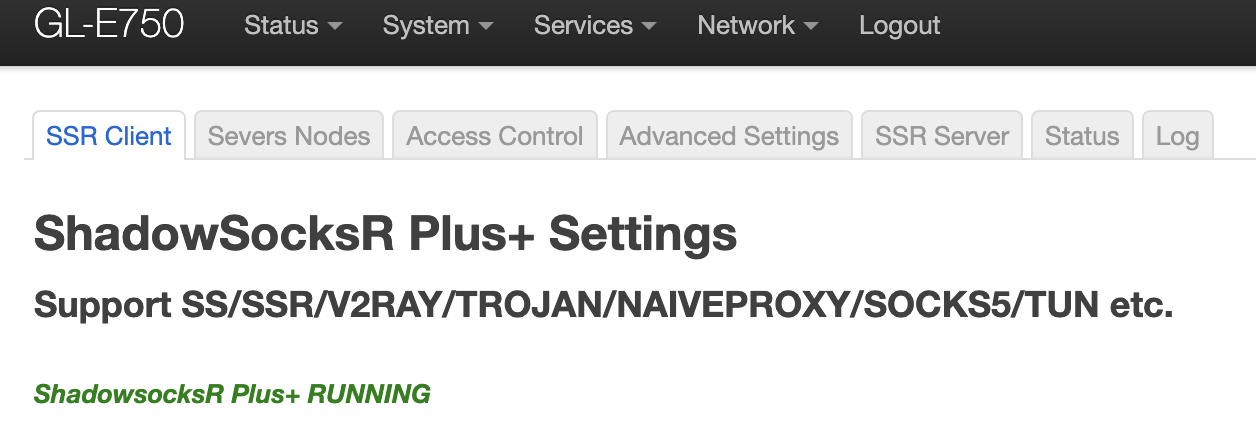 GL-E750 Status System Services Network Logout
SSR Client Severs Nodes Access Control Advanced Settings SSR Server Status Log
ShadowSocksR Plus+ Settings
Support SS/SSR/V2RAY/TROJAN/NAIVEPROXY/SOCKS5/TUN etc.
ShadowsocksR Plus+ RUNNING